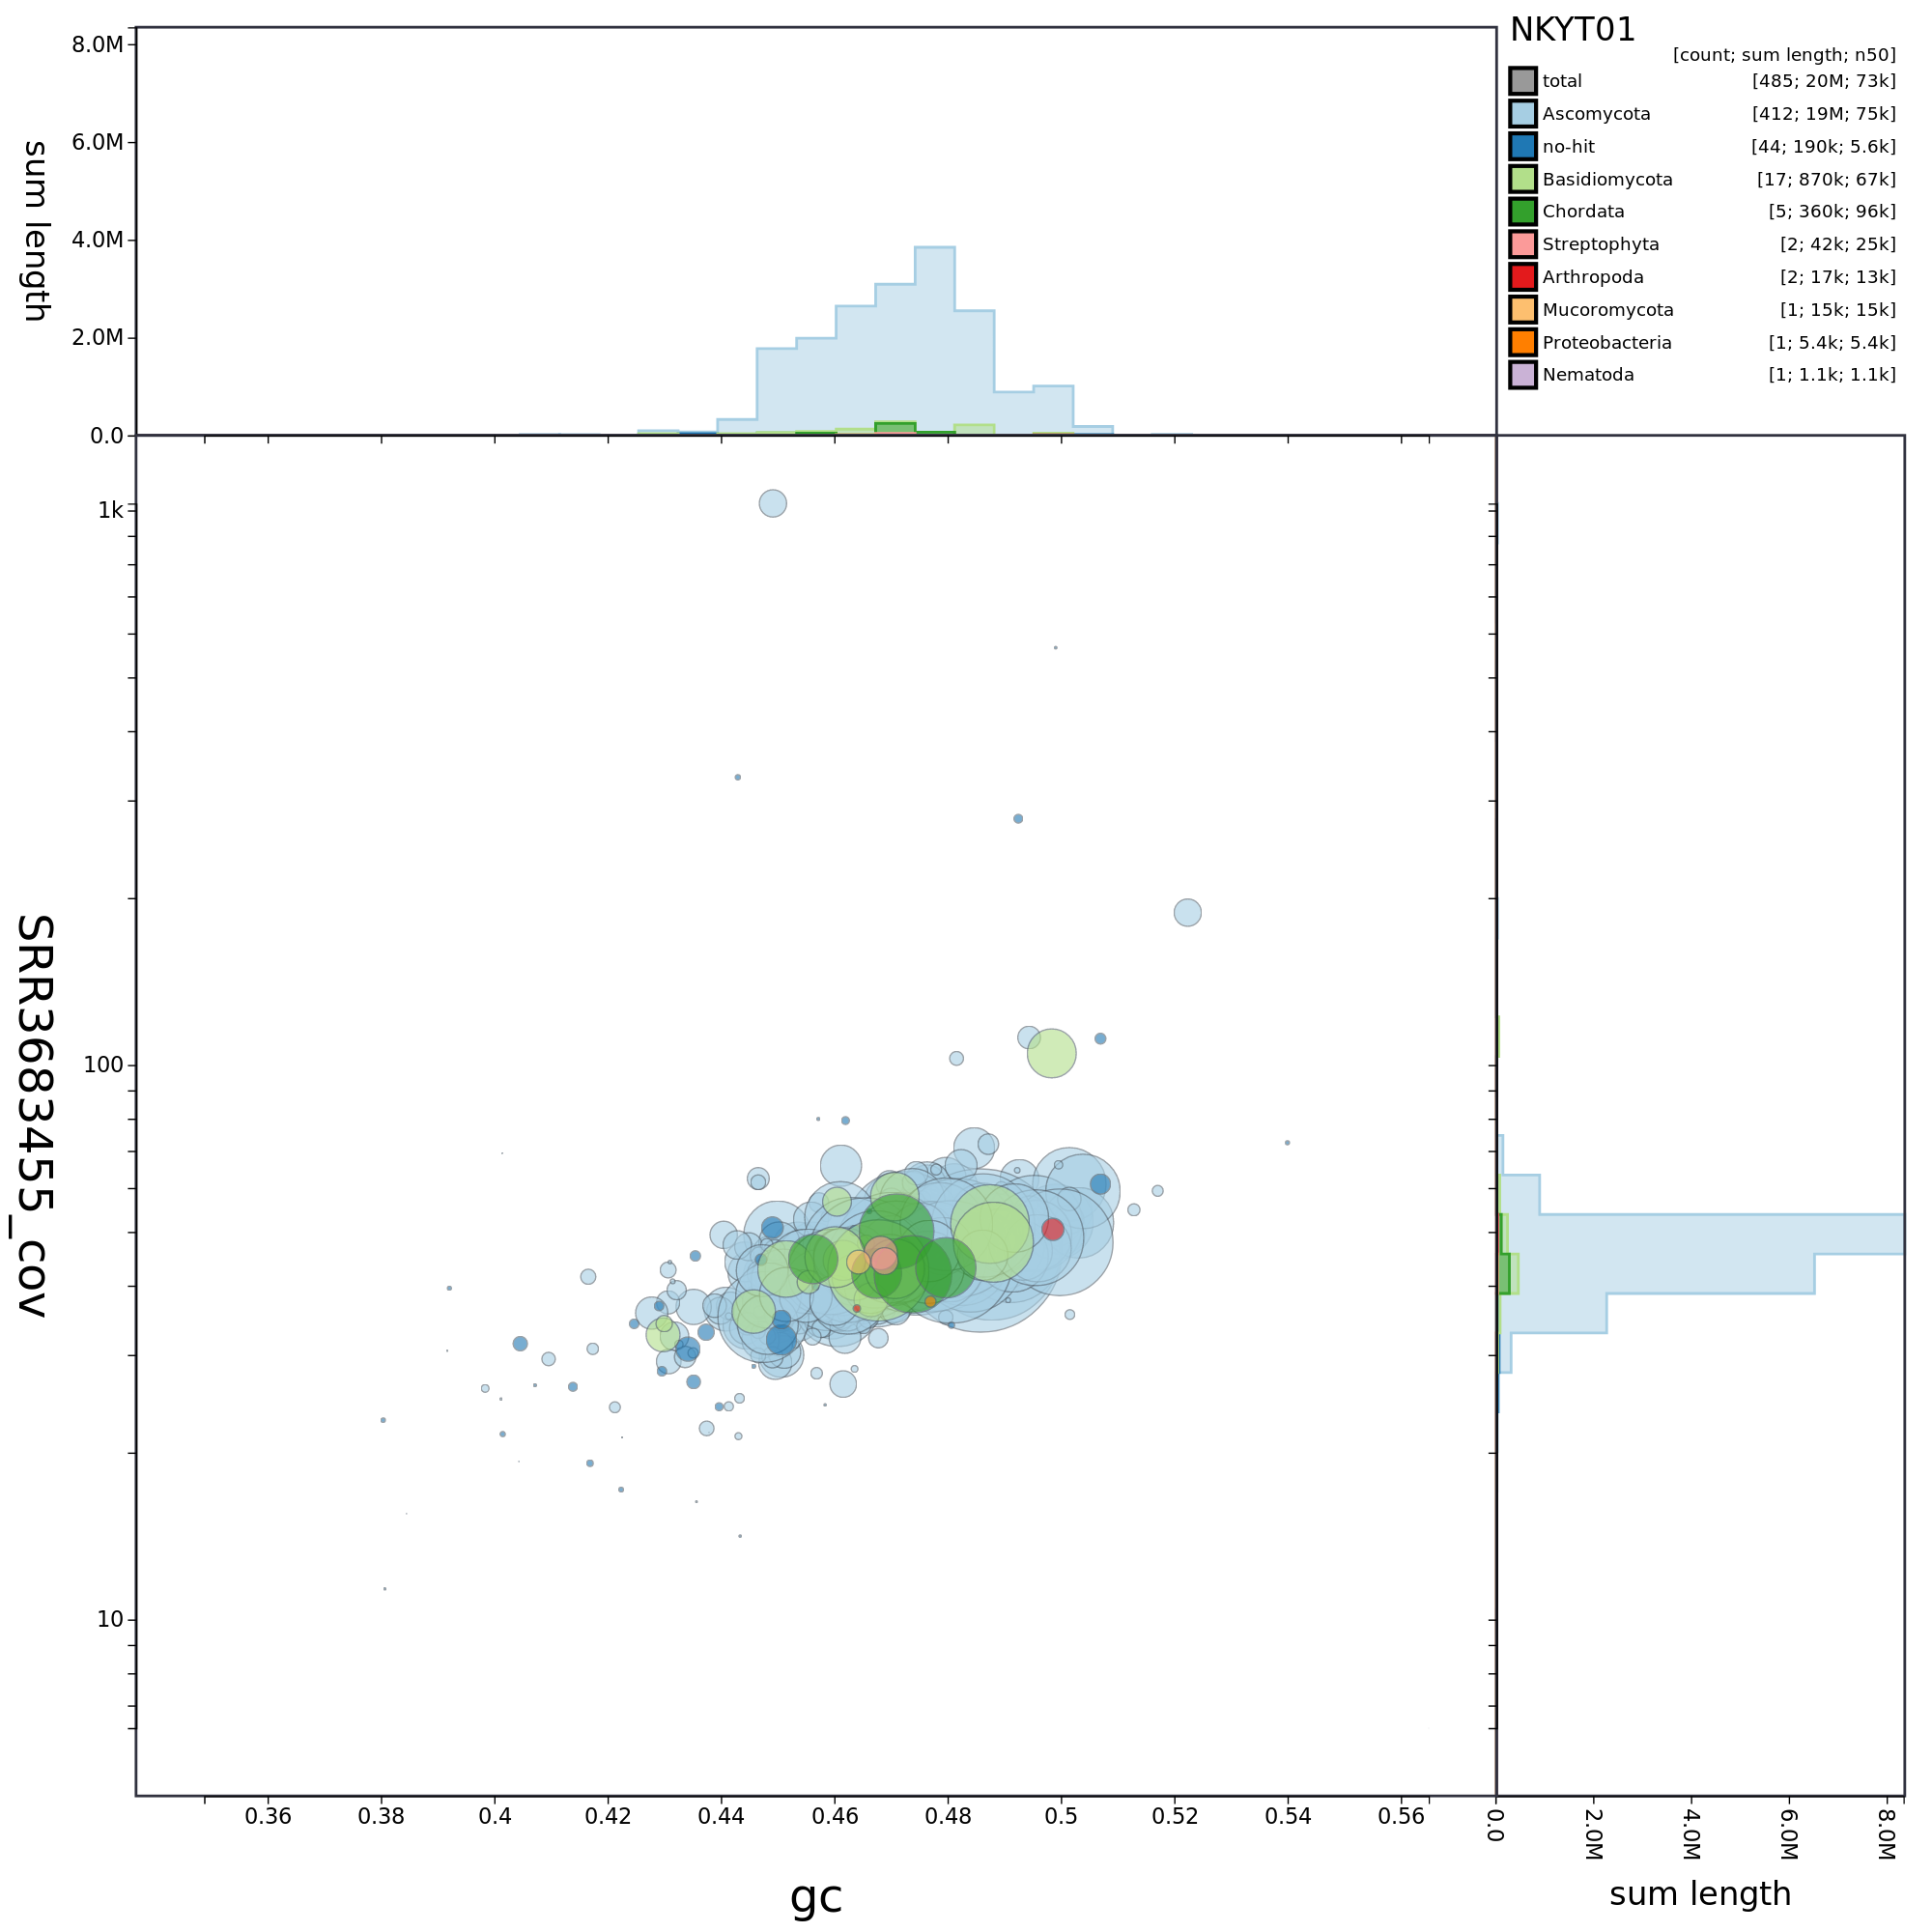 NKYT01
[count; sum length; n50]
total [485; 20M; 73k]
Ascomycota [412; 19M; 75k]
no-hit [44; 190k; 5.6k]
Basidiomycota [17; 870k; 67k]
Chordata [5; 360k; 96k]
Streptophyta [2; 42k; 25k]
Arthropoda [2; 17k; 13k]
Mucoromycota [1; 15k; 15k]
Proteobacteria [1; 5.4k; 5.4k]
Nematoda [1; 1.1k; 1.1k]
sum length
8.0M
6.0M
4.0M
2.0M
0.0
SRR3683455_cov
1k
100
10
0.36 0.38 0.4 0.42 0.44 0.46 0.48 0.5 0.52 0.54 0.56
gc
0.0 2.0M 4.0M 6.0M 8.0M
sum length